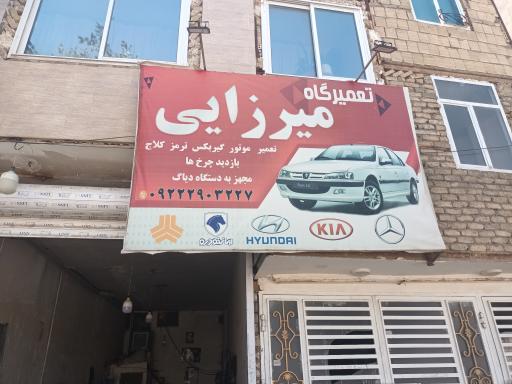 تعمیرگاه
میرزایی
تعمیر موتور گیربکس ترمز کلاچ
بازدید چرخ ها
مجهز به دستگاه دیاگ
۰۹۲۲۲۹۰۳۲۲۷
ایران‌خودرو HYUNDAI KIA